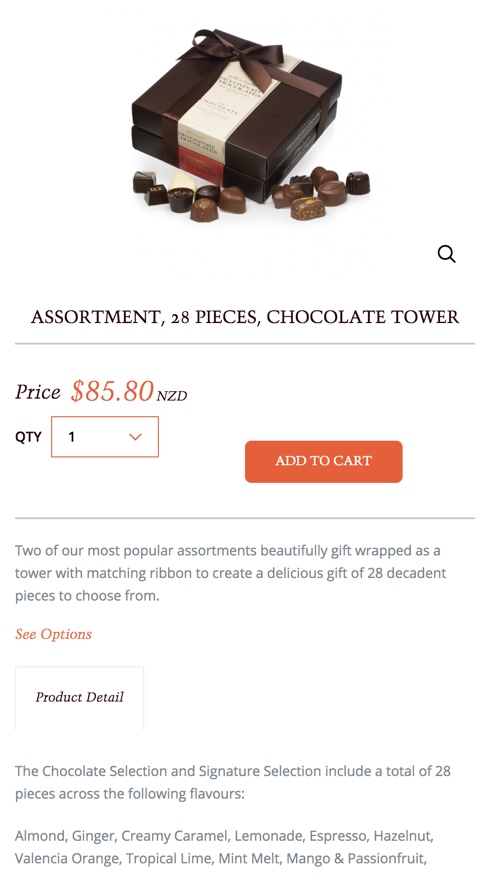 CHOCOLATE
ASSORTMENT, 28 PIECES, CHOCOLATE TOWER
Price $85.80 NZD
QTY 1
ADD TO CART
Two of our most popular assortments beautifully gift wrapped as a
tower with matching ribbon to create a delicious gift of 28 decadent
pieces to choose from.
See Options
Product Detail
The Chocolate Selection and Signature Selection include a total of 28
pieces across the following flavours:
Almond, Ginger, Creamy Caramel, Lemonade, Espresso, Hazelnut,
Valencia Orange, Tropical Lime, Mint Melt, Mango & Passionfruit,